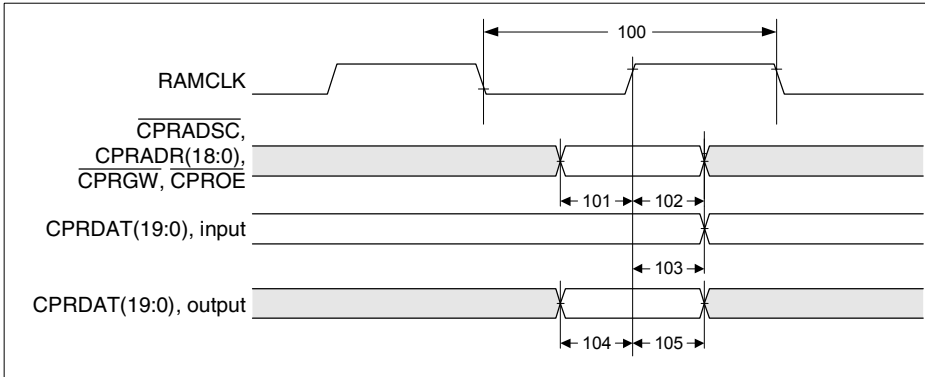 100
RAMCLK
CPRADSC,
CPRADR(18:0),
CPRGW, CPROE
101 102
CPRDAT(19:0), input
103
CPRDAT(19:0), output
104 105